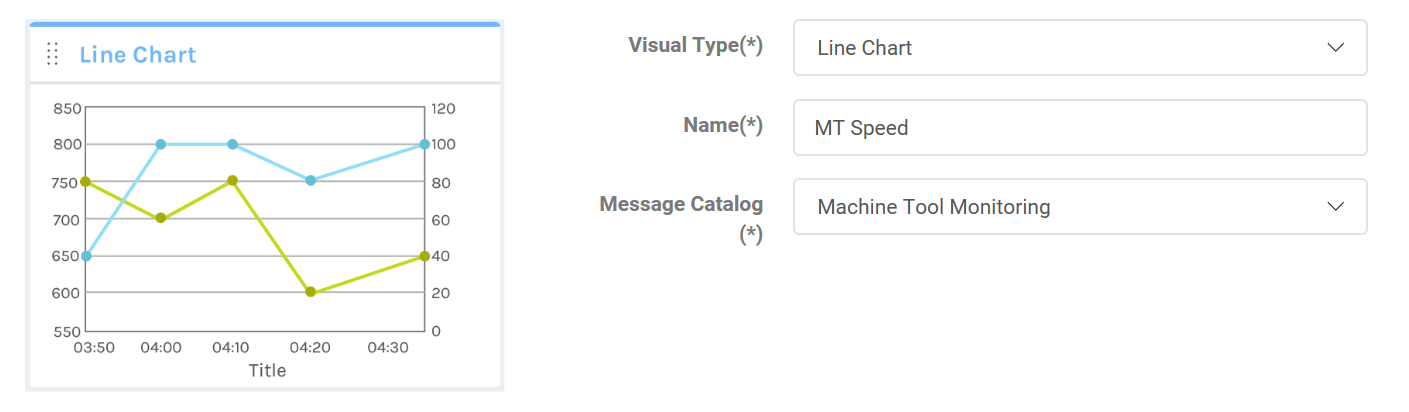 Line Chart
850 120
800 100
750 80
700 60
650 40
600 20
550 0
03:50 04:00 04:10 04:20 04:30
Title
Visual Type(*) Line Chart
Name(*) MT Speed
Message Catalog Machine Tool Monitoring
(*)